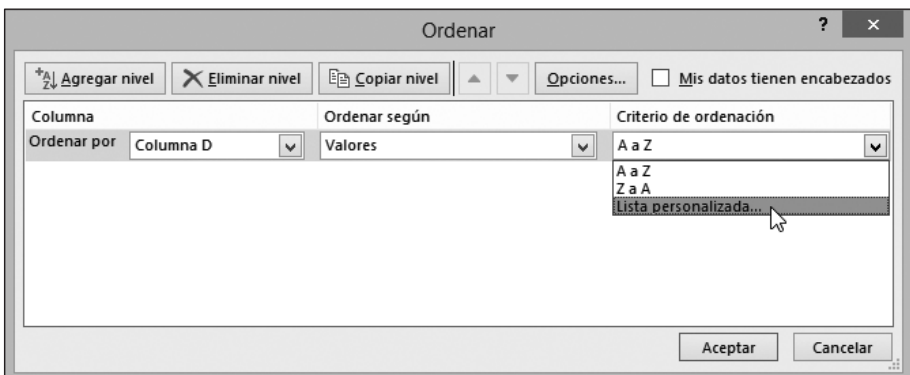 Ordenar
?
Agregar nivel Eliminar nivel Copiar nivel Opciones... Mis datos tienen encabezados
Columna Ordenar según Criterio de ordenación
Ordenar por Columna D Valores A a Z
A a Z
Z a A
Lista personalizada...
Aceptar Cancelar